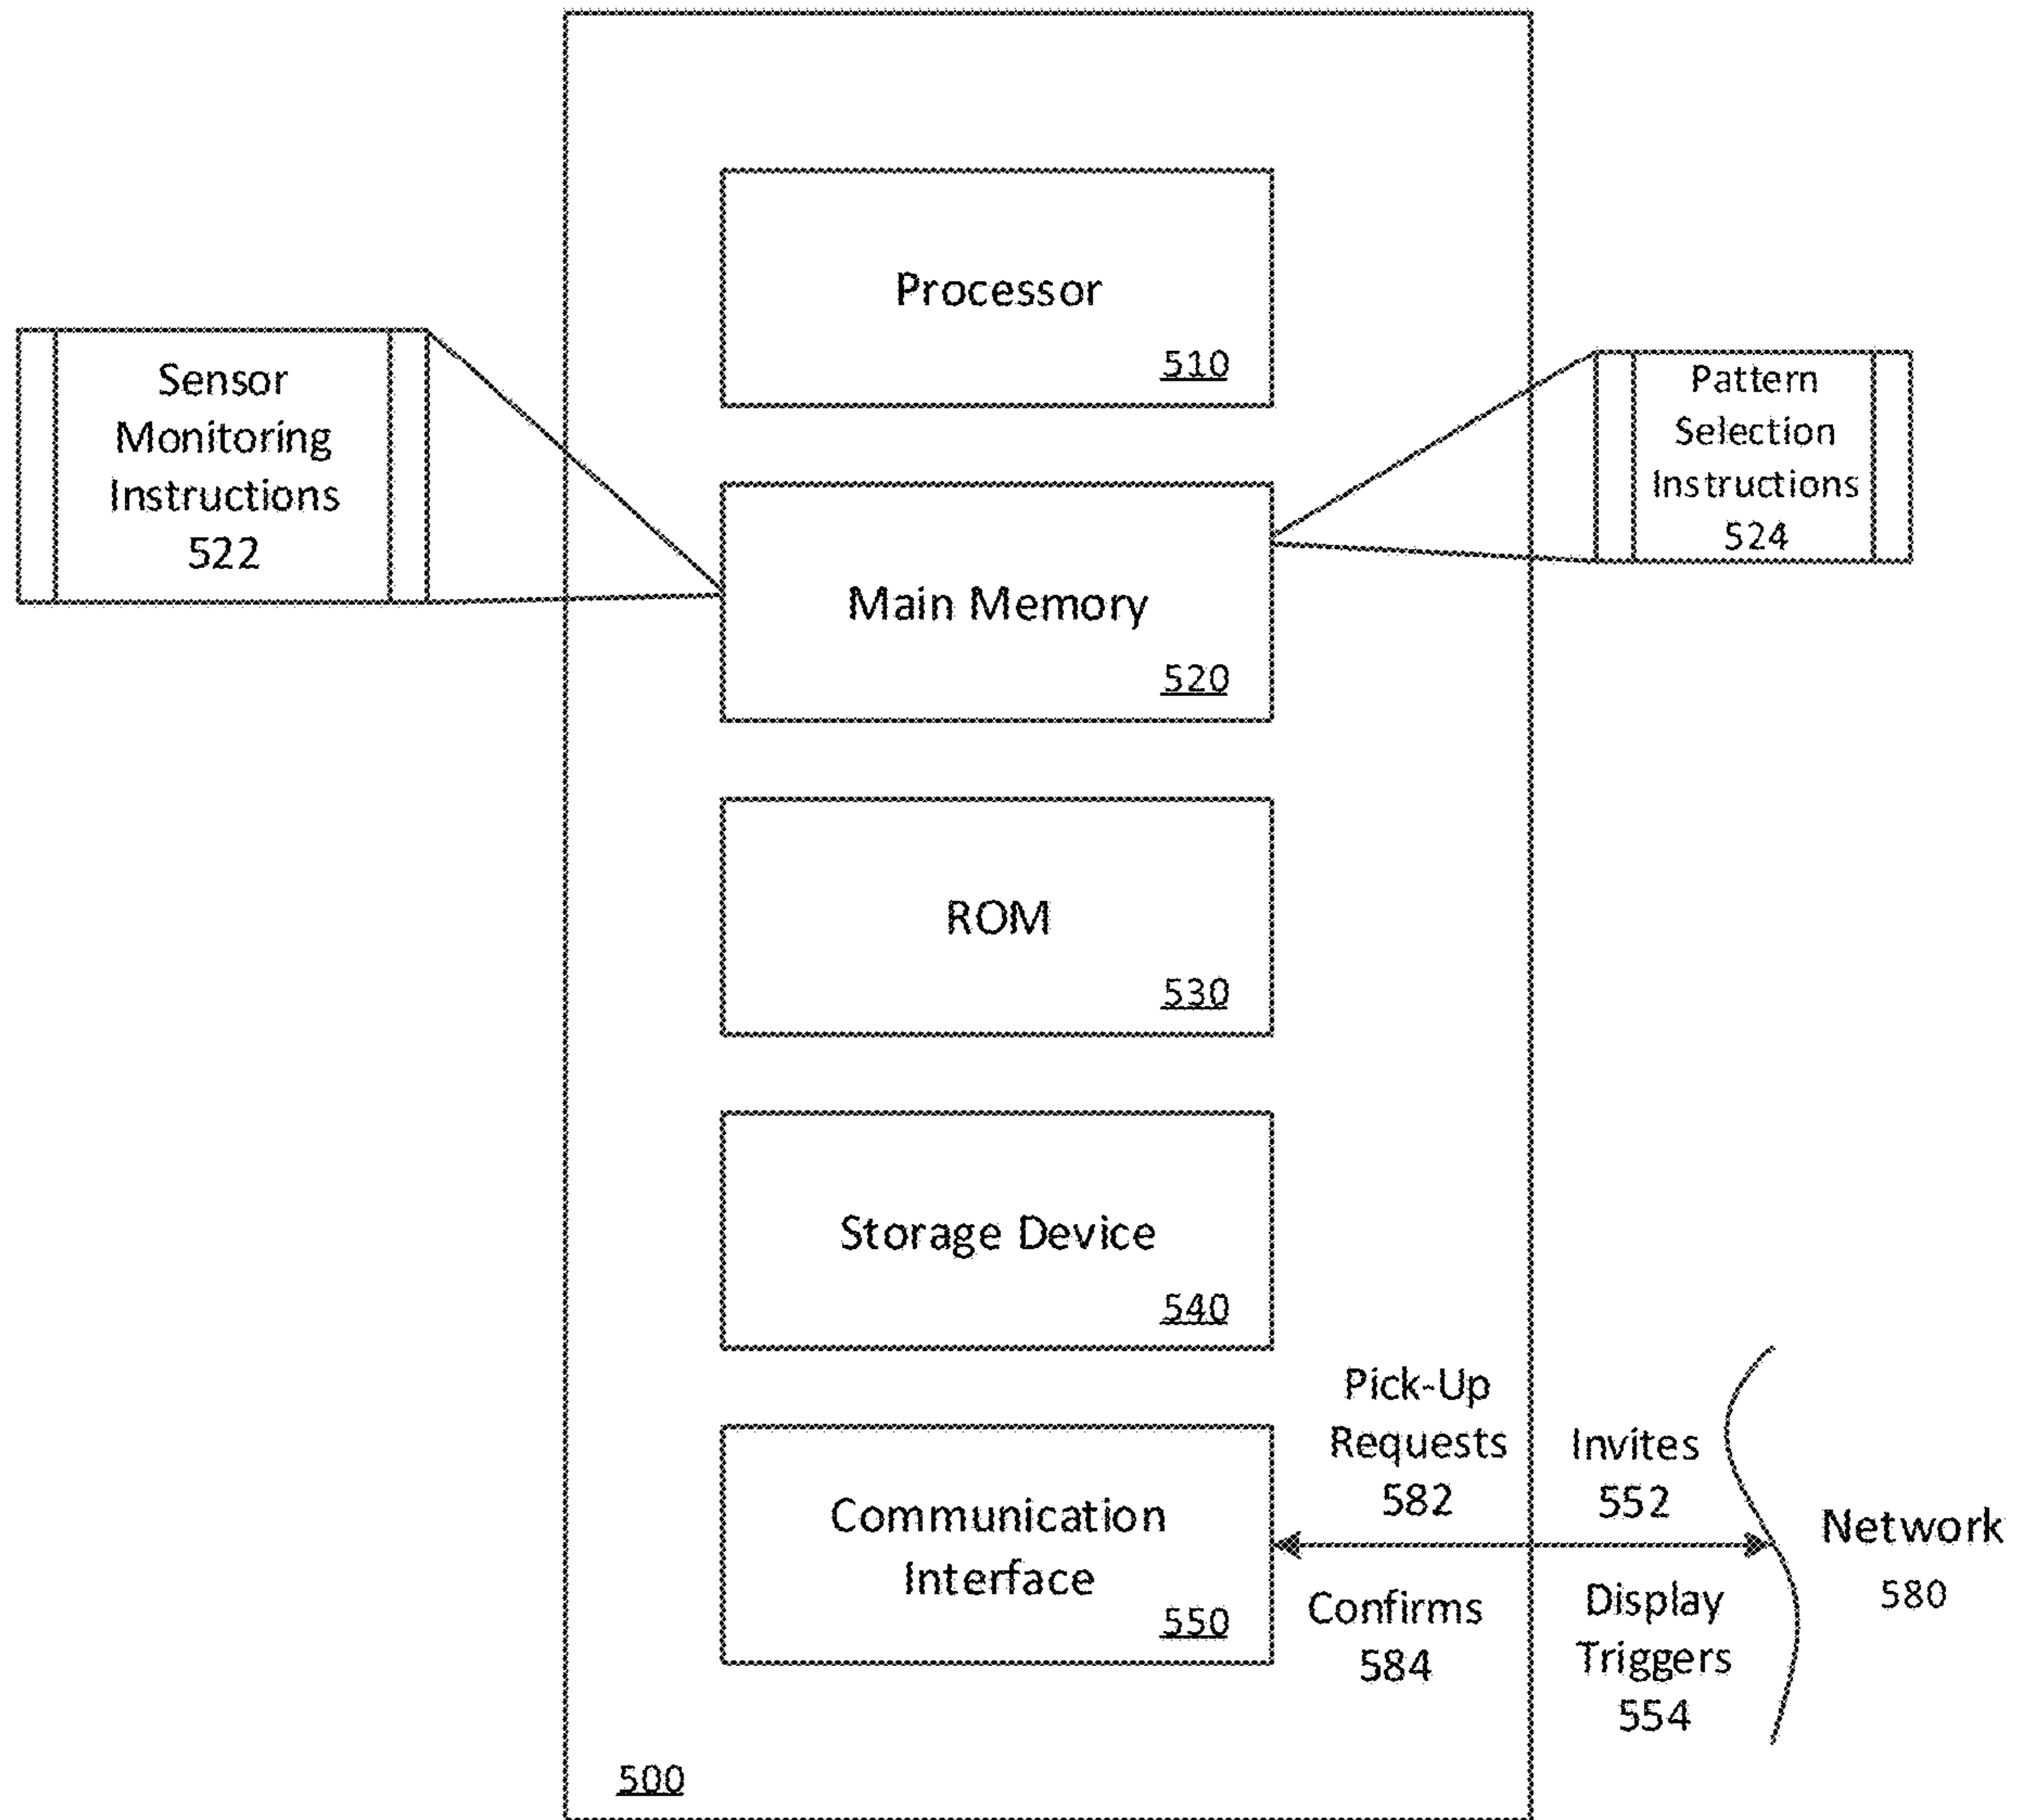 Processor
510
Sensor
Monitoring
Instructions
522
Pattern
Selection
Instructions
524
Main Memory
520
ROM
530
Storage Device
540
Communication
Interface
550
Pick-Up
Requests
582
Invites
552
Confirms
584
Display
Triggers
554
Network
580
500